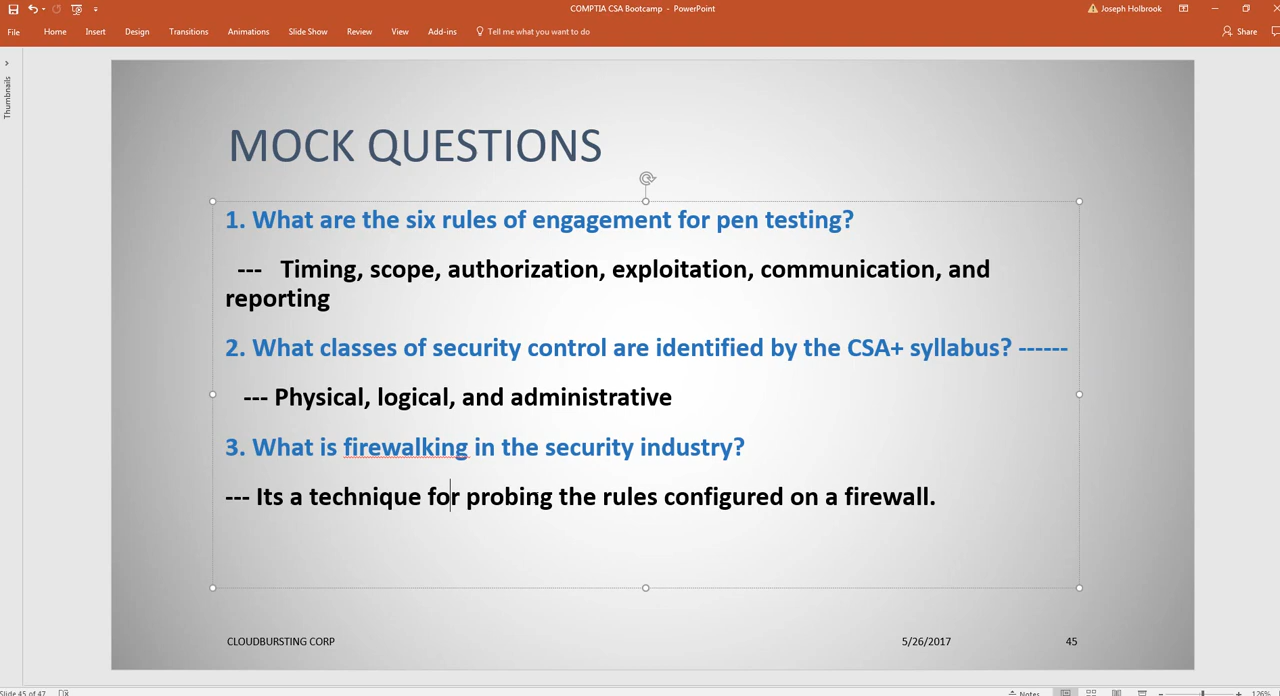 COMPTIA CSA Bootcamp - PowerPoint
Joseph Holbrook
File Home Insert Design Transitions Animations Slide Show Review View Add-ins Tell me what you want to do Share
Thumbnails
MOCK QUESTIONS
1. What are the six rules of engagement for pen testing?
--- Timing, scope, authorization, exploitation, communication, and
reporting
2. What classes of security control are identified by the CSA+ syllabus? ------
--- Physical, logical, and administrative
3. What is firewalking in the security industry?
--- Its a technique for probing the rules configured on a firewall.
CLOUDBURSTING CORP 5/26/2017 45
Slide 45 of 47 Notes 126%